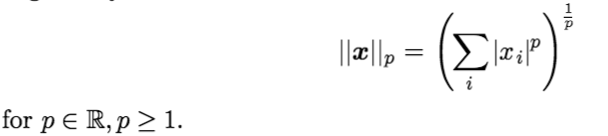 ||x||_p = (∑_i |x_i|^p)^{1/p}
for p ∈ ℝ, p ≥ 1.